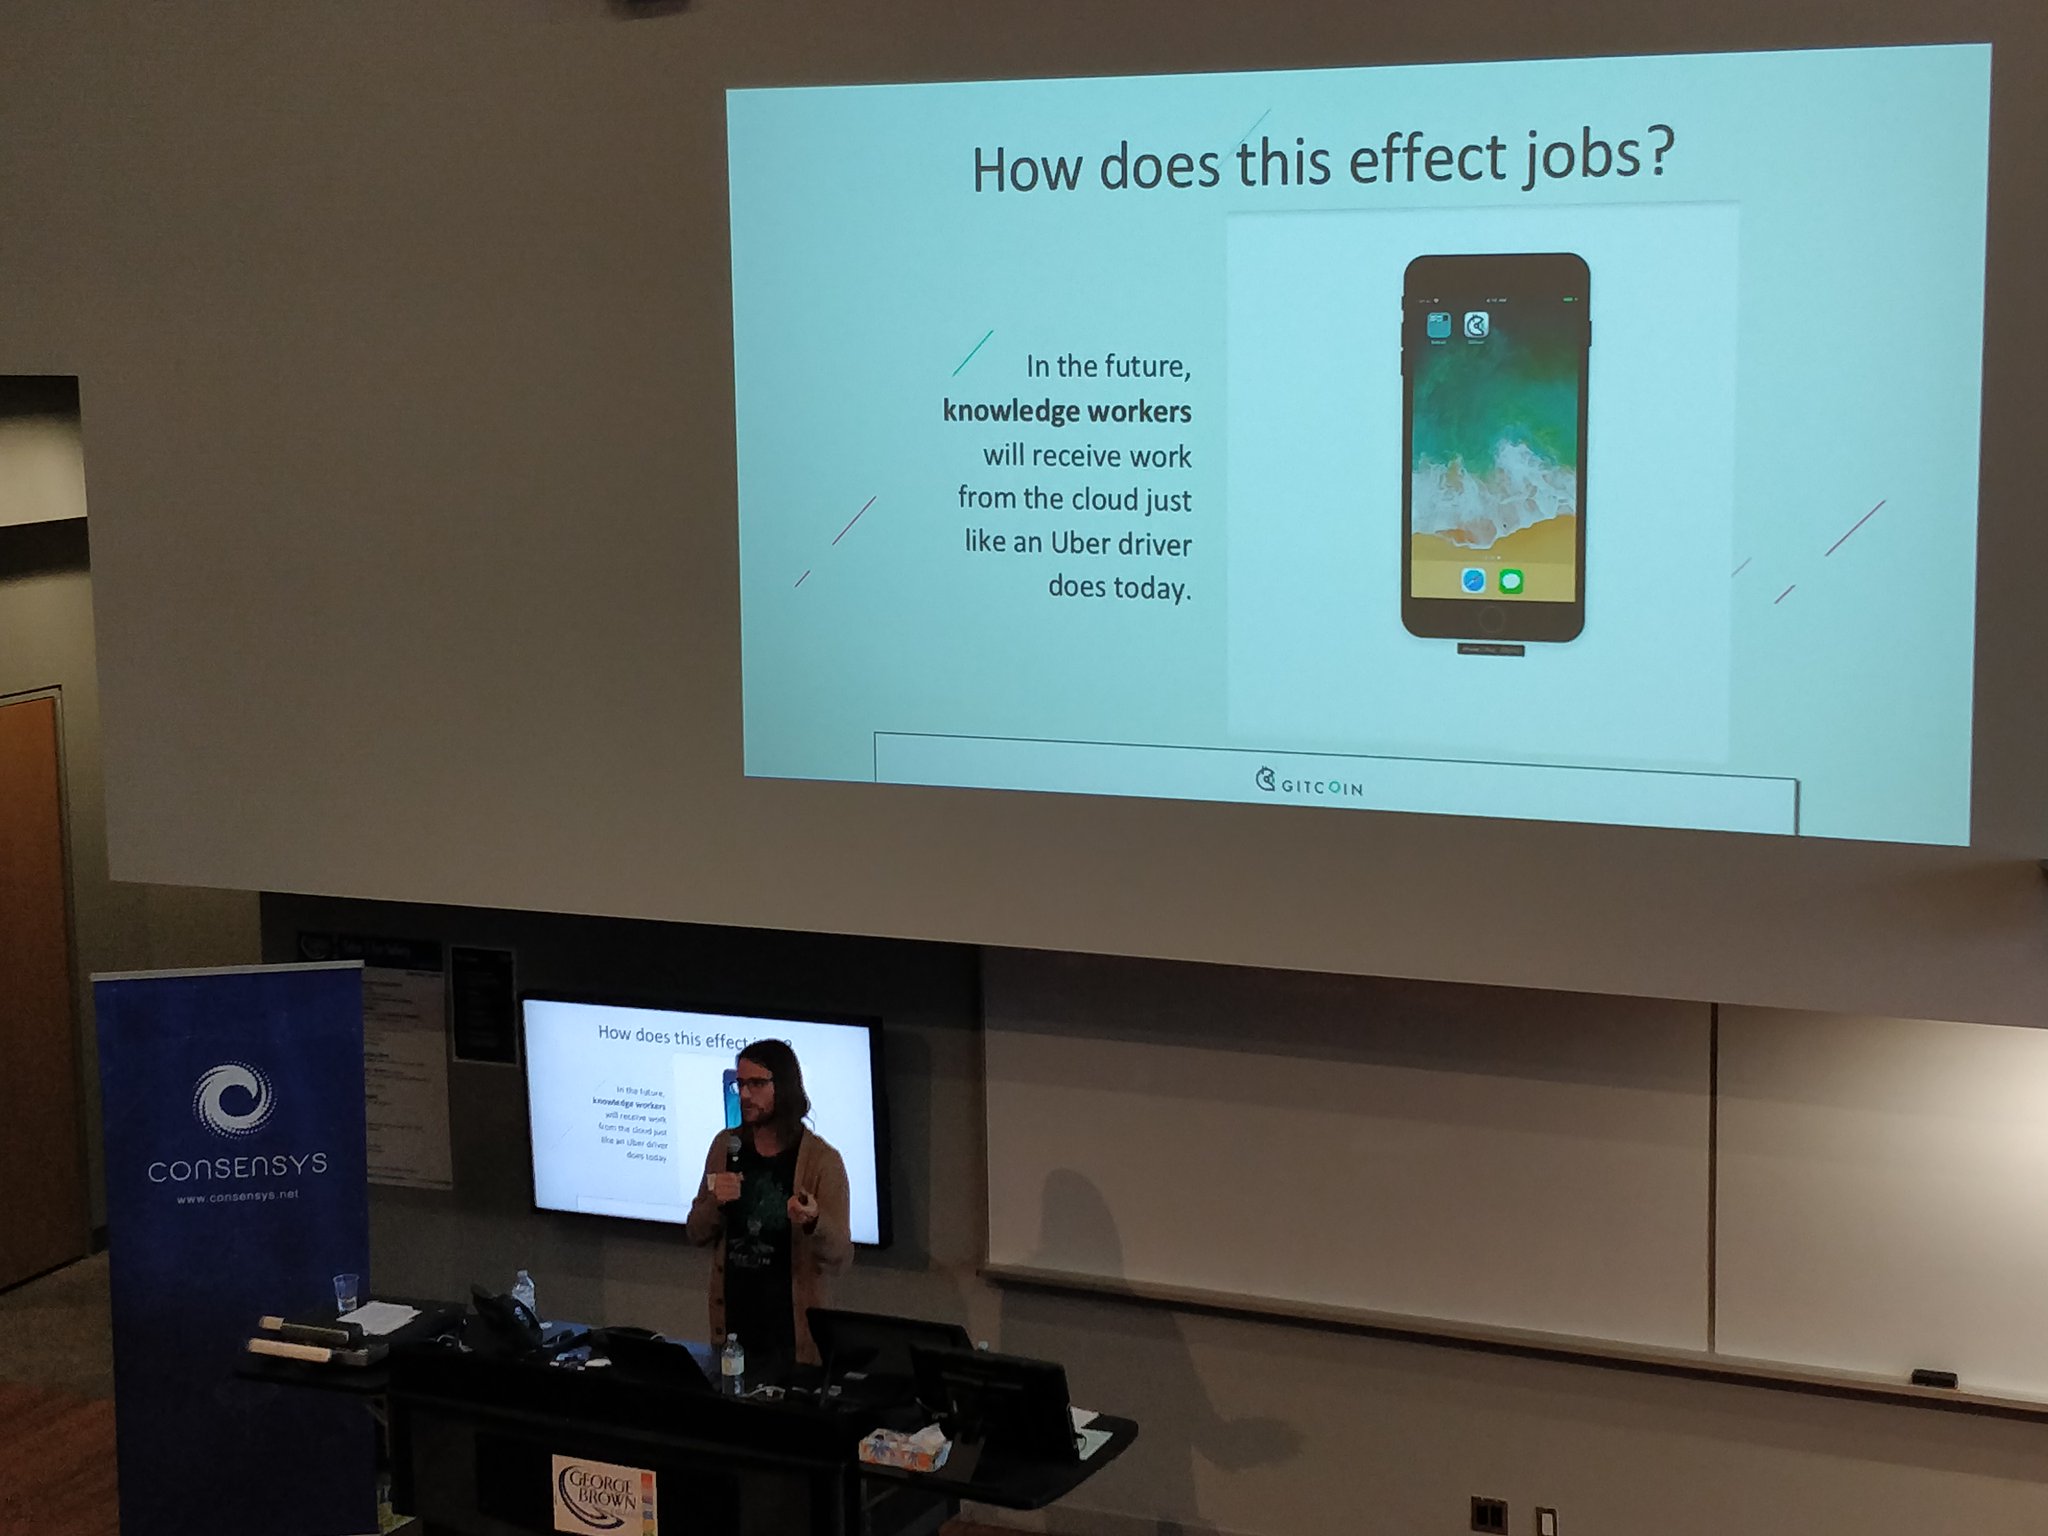 How does this effect jobs?
In the future,
knowledge workers
will receive work
from the cloud just
like an Uber driver
does today.
GITCOIN
How does this effect
In the future,
knowledge workers
will receive work
from the cloud just
like an Uber driver
does today.
CONSENSYS
www.consensys.net
GEORGE
BROWN